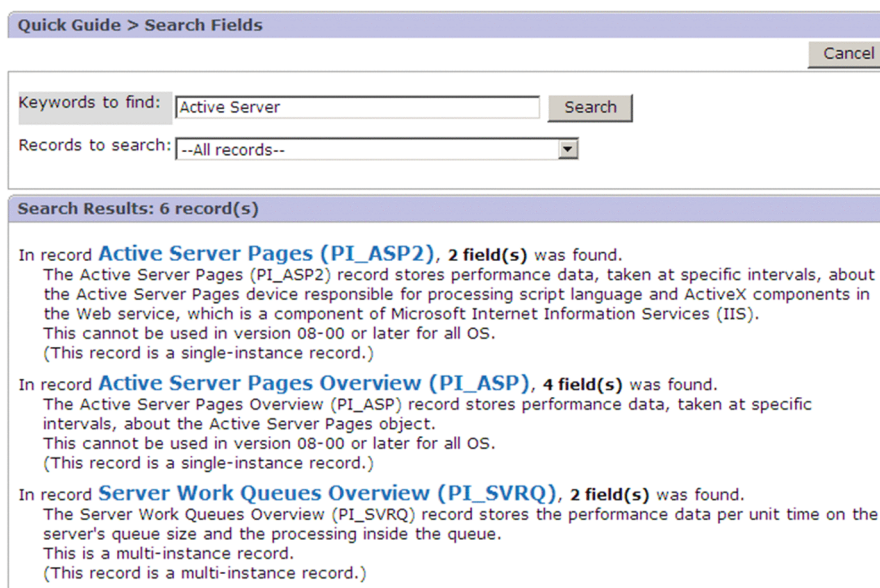 Quick Guide > Search Fields
Cancel
Keywords to find: Active Server Search
Records to search: --All records--
Search Results: 6 record(s)
In record Active Server Pages (PI_ASP2), 2 field(s) was found.
The Active Server Pages (PI_ASP2) record stores performance data, taken at specific intervals, about
the Active Server Pages device responsible for processing script language and ActiveX components in
the Web service, which is a component of Microsoft Internet Information Services (IIS).
This cannot be used in version 08-00 or later for all OS.
(This record is a single-instance record.)
In record Active Server Pages Overview (PI_ASP), 4 field(s) was found.
The Active Server Pages Overview (PI_ASP) record stores performance data, taken at specific
intervals, about the Active Server Pages object.
This cannot be used in version 08-00 or later for all OS.
(This record is a single-instance record.)
In record Server Work Queues Overview (PI_SVRQ), 2 field(s) was found.
The Server Work Queues Overview (PI_SVRQ) record stores the performance data per unit time on the
server's queue size and the processing inside the queue.
This is a multi-instance record.
(This record is a multi-instance record.)